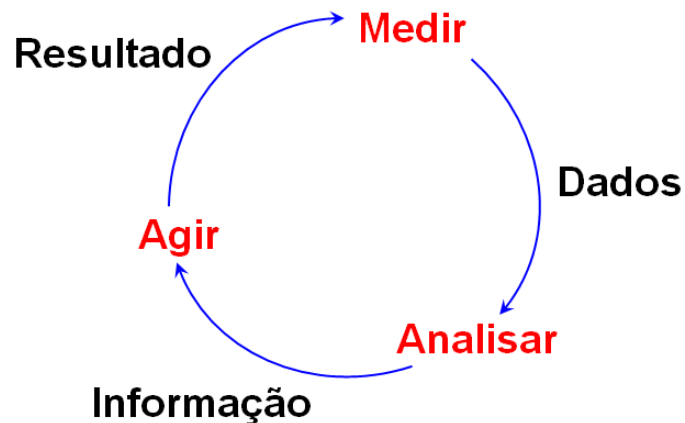 Medir
Resultado
Dados
Agir
Analisar
Informação